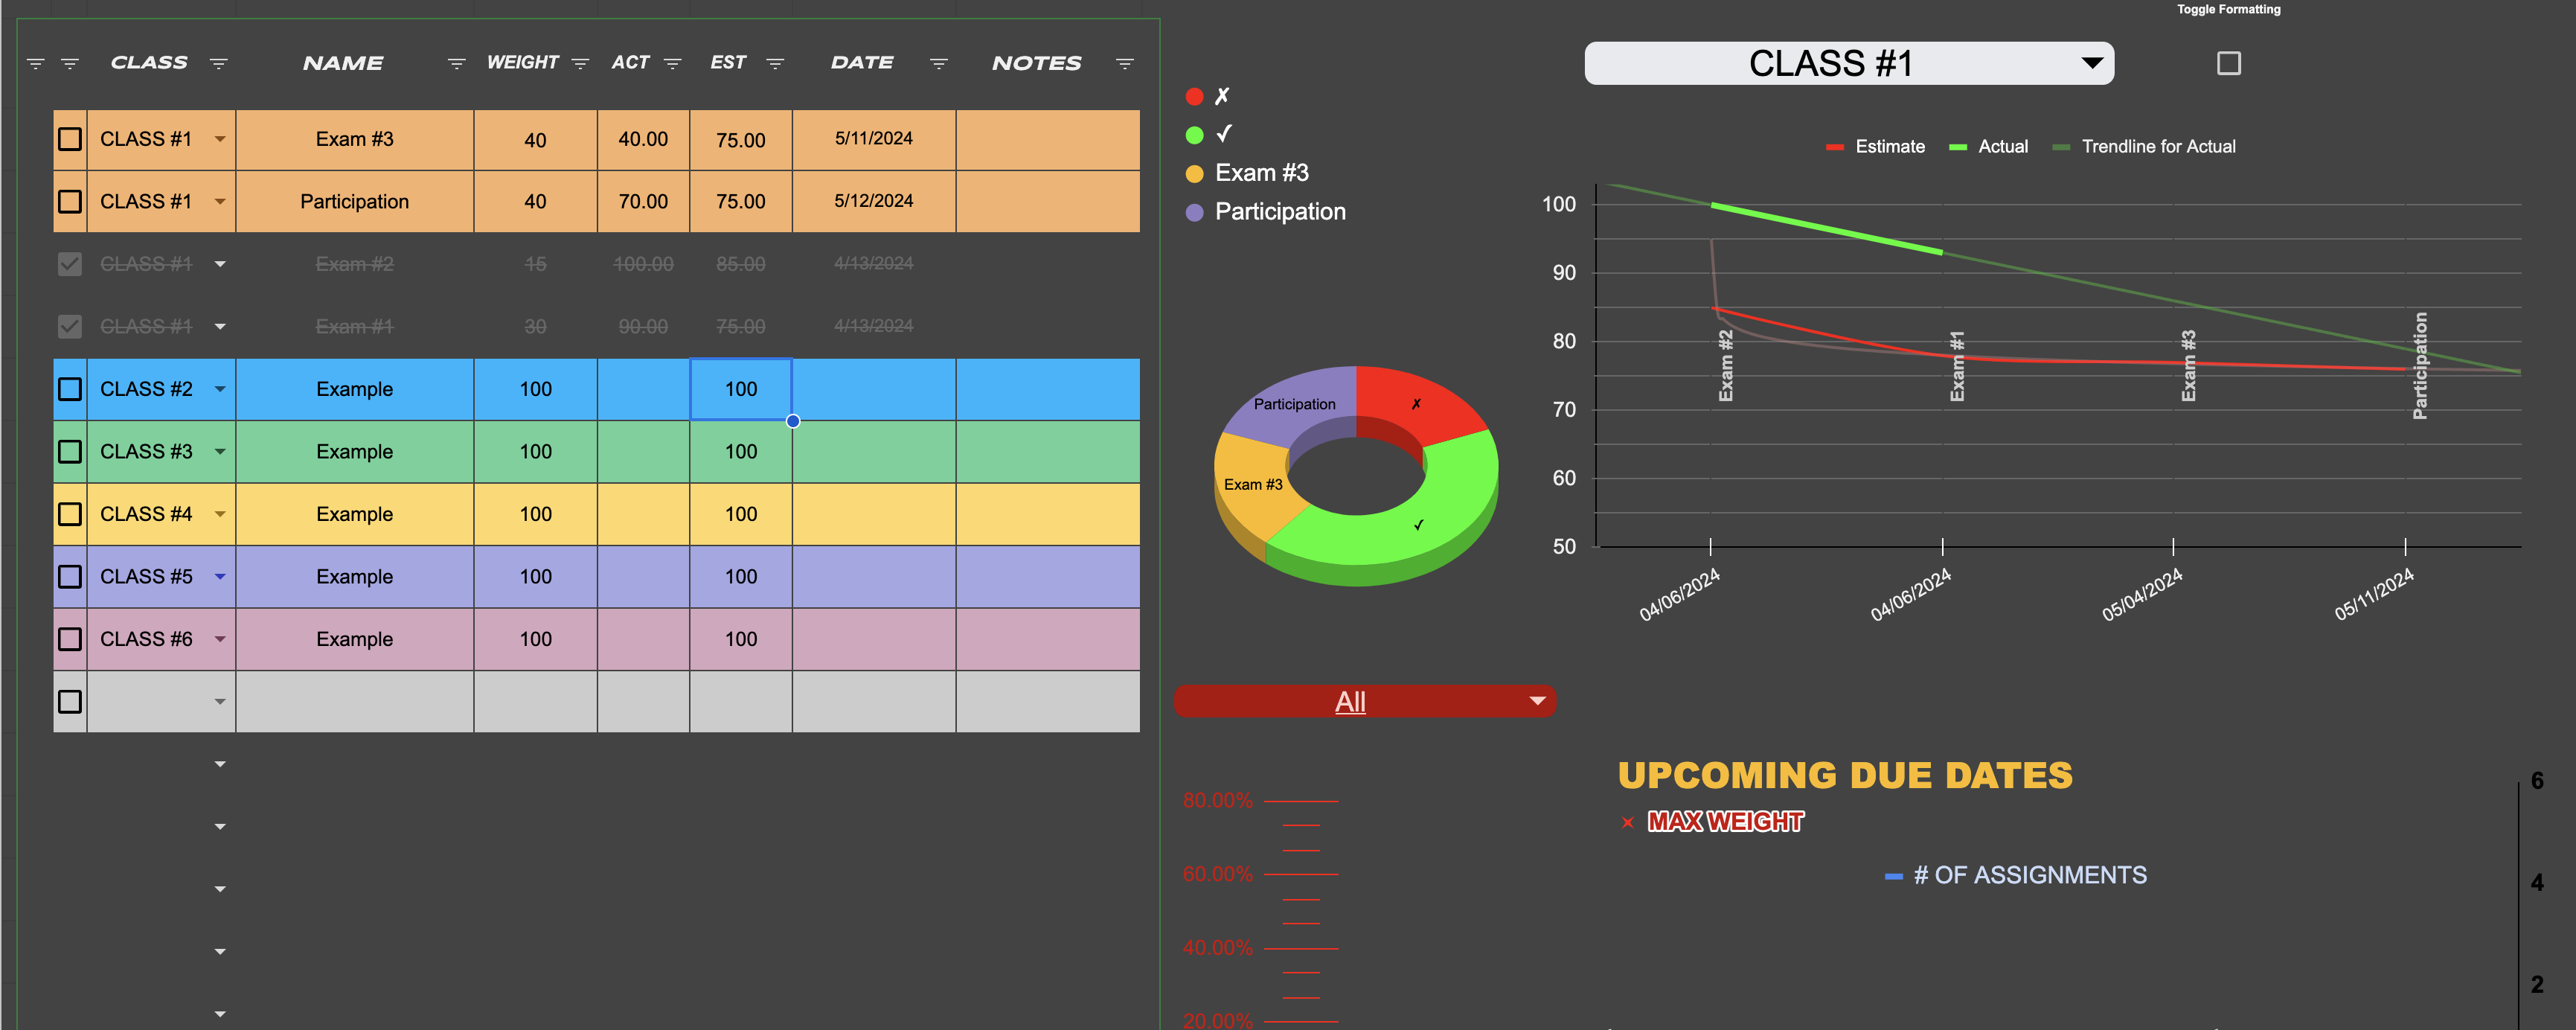 Toggle Formatting
CLASS NAME WEIGHT ACT EST DATE NOTES
CLASS #1 Exam #3 40 40.00 75.00 5/11/2024
CLASS #1 Participation 40 70.00 75.00 5/12/2024
CLASS #1 Exam #2 15 100.00 85.00 4/13/2024
CLASS #1 Exam #1 30 90.00 75.00 4/13/2024
CLASS #2 Example 100 100
CLASS #3 Example 100 100
CLASS #4 Example 100 100
CLASS #5 Example 100 100
CLASS #6 Example 100 100
✗
✓
Exam #3
Participation
Participation
✗
Exam #3
✓
CLASS #1
Estimate Actual Trendline for Actual
100
90
80
70
60
50
Exam #2
Exam #1
Exam #3
Participation
04/06/2024 04/06/2024 05/04/2024 05/11/2024
All
80.00%
60.00%
40.00%
20.00%
UPCOMING DUE DATES
MAX WEIGHT
# OF ASSIGNMENTS
6
4
2